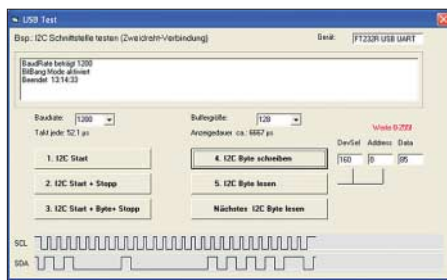 USB Test
Bsp.: I2C Schnittstelle testen (Zweidraht-Verbindung)
Gerät: FT232R USB UART
BaudRate beträgt 1200
BitBang Mode aktiviert
Beendet 13:14:33
Baudrate: 1200
Buffergröße: 128
Takt jede: 52.1 µs
Anzeigedauer ca.: 6667 µs
Werte 0-255!
DevSel Address Data
1. I2C Start
4. I2C Byte schreiben
160 0 85
2. I2C Start + Stopp
5. I2C Byte lesen
3. I2C Start + Byte+ Stopp
Nächstes I2C Byte lesen
SCL
SDA